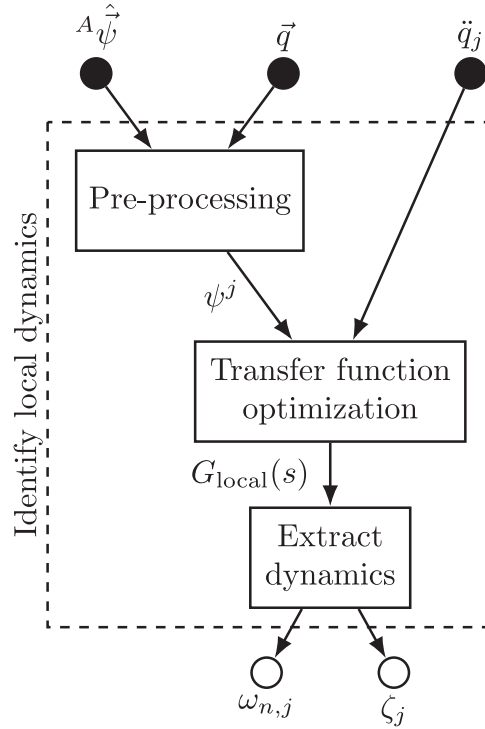 $^{A}\hat{\vec{\psi}}$
$\vec{q}$
$\ddot{q}_j$
Identify local dynamics
Pre-processing
$\psi^j$
Transfer function
optimization
$G_{\text{local}}(s)$
Extract
dynamics
$\omega_{n,j}$
$\zeta_j$